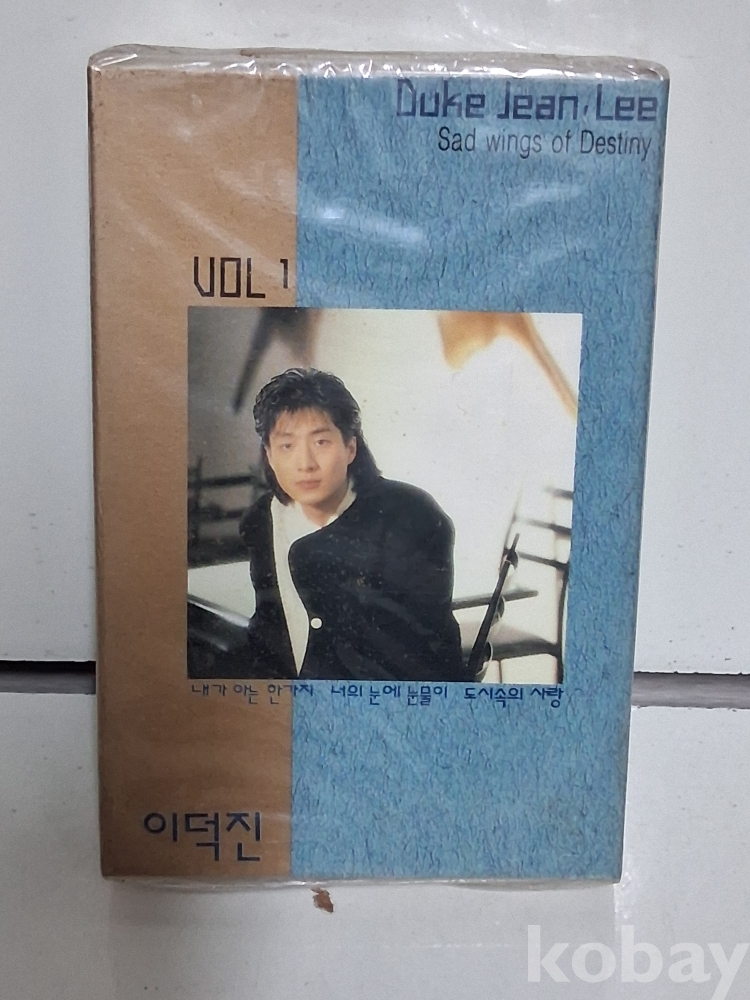 Duke Jean, Lee
Sad wings of Destiny
VOL 1
내가 아는 한가지 너의 눈에 눈물이 도시속의 사랑
이덕진
kobay